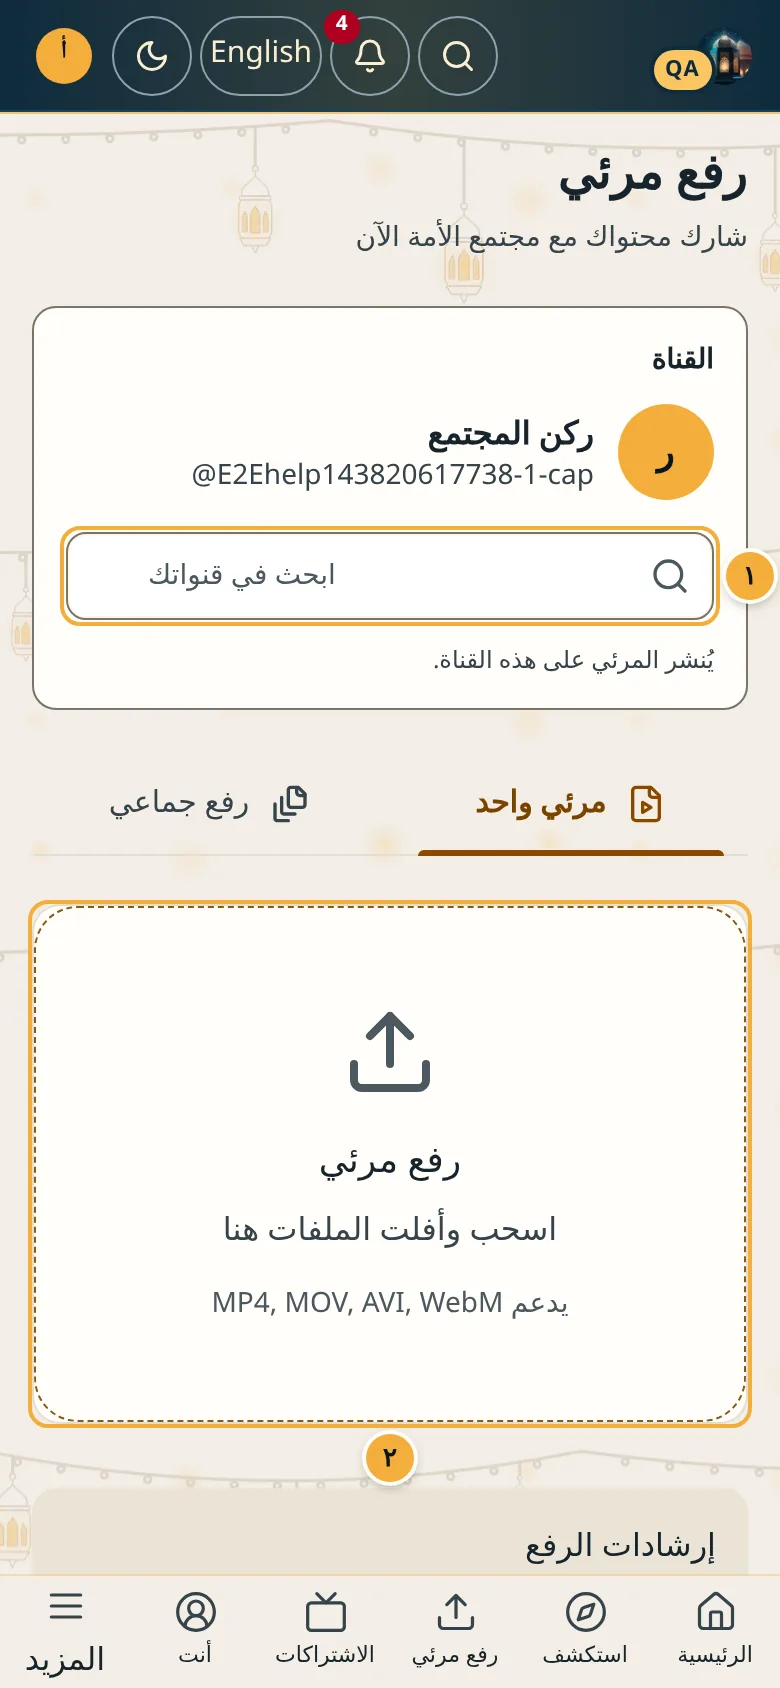 QA
4
English
أ
رفع مرئي
شارك محتواك مع مجتمع الأمة الآن
القناة
ر
ركن المجتمع
@E2Ehelp143820617738-1-cap
ابحث في قنواتك
١
يُنشر المرئي على هذه القناة.
مرئي واحد
رفع جماعي
رفع مرئي
اسحب وأفلت الملفات هنا
يدعم MP4, MOV, AVI, WebM
٢
إرشادات الرفع
الرئيسية
استكشف
رفع مرئي
الاشتراكات
أنت
المزيد